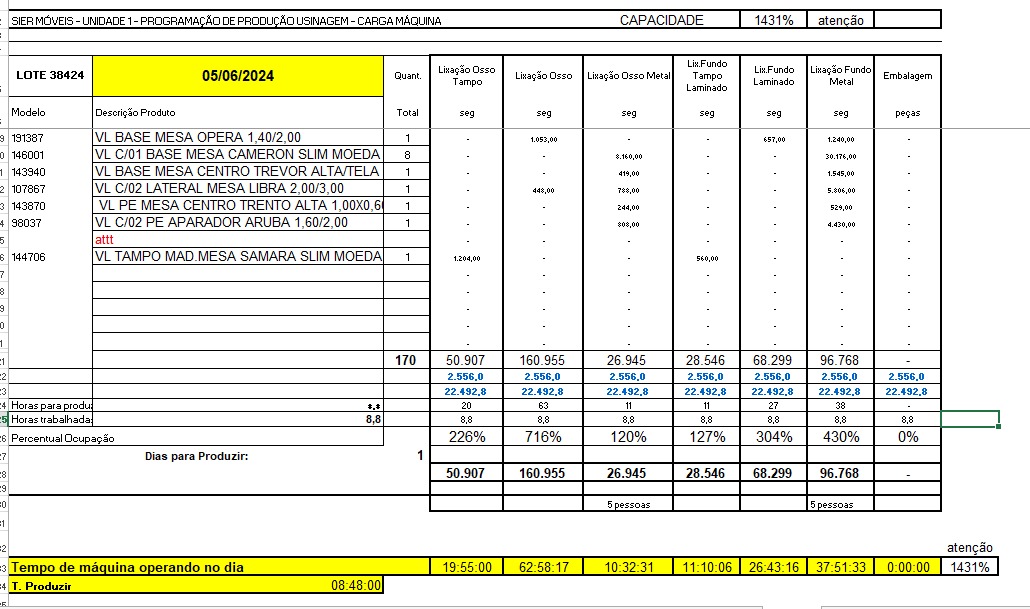 SIER MÓVEIS - UNIDADE 1 - PROGRAMAÇÃO DE PRODUÇÃO USINAGEM - CARGA MÁQUINA CAPACIDADE 1431% atenção
LOTE 38424 05/06/2024 Quant. Lixação Osso Tampo Lixação Osso Lixação Osso Metal Lix.Fundo Tampo Laminado Lix.Fundo Laminado Lixação Fundo Metal Embalagem
Modelo Descrição Produto Total seg seg seg seg seg seg peças
191387 VL BASE MESA OPERA 1,40/2,00 1 - 1.053,00 - - 657,00 1.240,00 -
146001 VL C/01 BASE MESA CAMERON SLIM MOEDA 8 - - 8.160,00 - - 30.176,00 -
143940 VL BASE MESA CENTRO TREVOR ALTA/TELA 1 - - 419,00 - - 1.545,00 -
107867 VL C/02 LATERAL MESA LIBRA 2,00/3,00 1 - 448,00 788,00 - - 5.806,00 -
143870 VL PE MESA CENTRO TRENTO ALTA 1,00X0,60 1 - - 244,00 - - 529,00 -
98037 VL C/02 PE APARADOR ARUBA 1,60/2,00 1 - - 808,00 - - 4.430,00 -
attt - - - - - - -
144706 VL TAMPO MAD.MESA SAMARA SLIM MOEDA 1 1.204,00 - - 560,00 - - -
- - - - - - -
- - - - - - -
- - - - - - -
- - - - - - -
- - - - - - -
170 50.907 160.955 26.945 28.546 68.299 96.768 -
2.556,0 2.556,0 2.556,0 2.556,0 2.556,0 2.556,0 2.556,0
22.492,8 22.492,8 22.492,8 22.492,8 22.492,8 22.492,8 22.492,8
Horas para produz 20 63 11 11 27 38 -
Horas trabalhadas 8,8 8,8 8,8 8,8 8,8 8,8 8,8 8,8
Percentual Ocupação 226% 716% 120% 127% 304% 430% 0%
Dias para Produzir: 1
50.907 160.955 26.945 28.546 68.299 96.768 -
5 pessoas 5 pessoas
atenção
Tempo de máquina operando no dia 19:55:00 62:58:17 10:32:31 11:10:06 26:43:16 37:51:33 0:00:00 1431%
T. Produzir 08:48:00